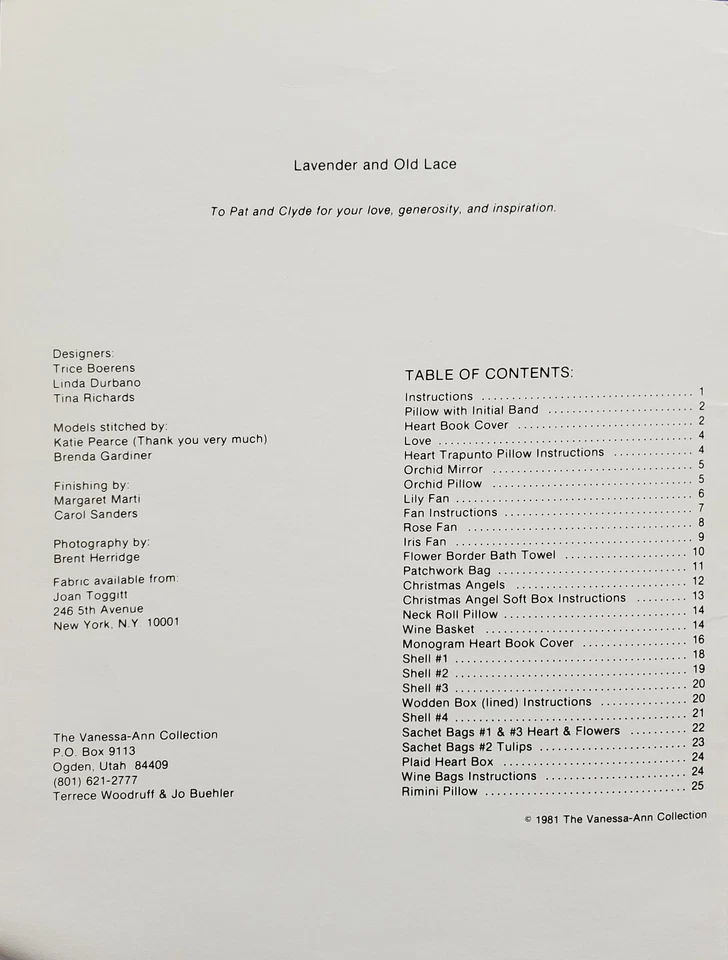 Lavender and Old Lace
To Pat and Clyde for your love, generosity, and inspiration.
Designers:
Trice Boerens
Linda Durbano
Tina Richards
Models stitched by:
Katie Pearce (Thank you very much)
Brenda Gardiner
Finishing by:
Margaret Marti
Carol Sanders
Photography by:
Brent Herridge
Fabric available from:
Joan Toggitt
246 5th Avenue
New York, N.Y 10001
The Vanessa-Ann Collection
P.O. Box 9113
Ogden, Utah 84409
(801) 621-2777
Terrece Woodruff & Jo Buehler
TABLE OF CONTENTS:
Instructions .................................... 1
Pillow with Initial Band ........................ 2
Heart Book Cover ............................ 2
Love ........................................ 4
Heart Trapunto Pillow Instructions ............ 4
Orchid Mirror ................................ 5
Orchid Pillow ................................ 5
Lily Fan ..................................... 6
Fan Instructions .............................. 7
Rose Fan .................................... 8
Iris Fan ...................................... 9
Flower Border Bath Towel .................... 10
Patchwork Bag .............................. 11
Christmas Angels ............................ 12
Christmas Angel Soft Box Instructions ......... 13
Neck Roll Pillow .............................. 14
Wine Basket ................................ 14
Monogram Heart Book Cover ................. 16
Shell #1 ..................................... 18
Shell #2 ..................................... 19
Shell #3 ..................................... 20
Wodden Box (lined) Instructions .............. 20
Shell #4 ..................................... 21
Sachet Bags #1 & #3 Heart & Flowers .......... 22
Sachet Bags #2 Tulips ........................ 23
Plaid Heart Box .............................. 24
Wine Bags Instructions ....................... 24
Rimini Pillow ................................ 25
© 1981 The Vanessa-Ann Collection